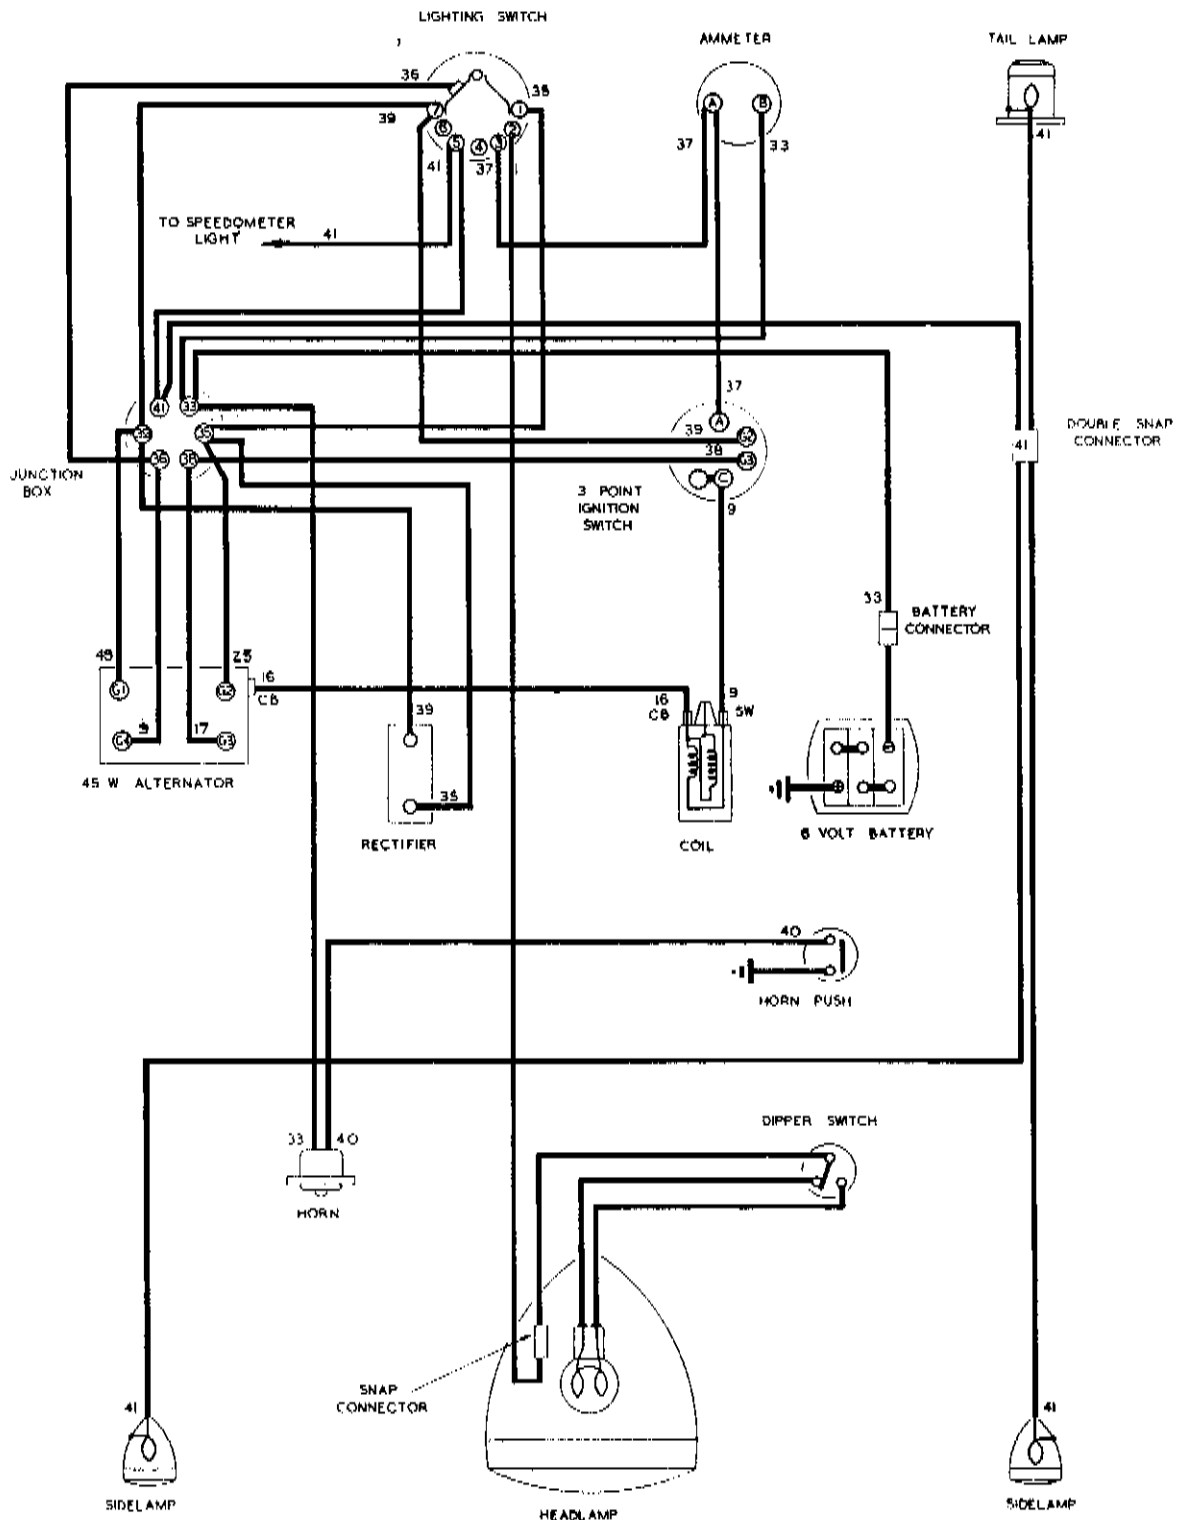 LIGHTING SWITCH
AMMETER
TAIL LAMP
36
35
39
7
1
6
2
5
4
3
41
37
1
A
B
37
33
41
TO SPEEDOMETER
LIGHT
41
37
41
33
39
35
36
38
JUNCTION
BOX
A
39
G2
38
G3
C
9
3 POINT
IGNITION
SWITCH
DOUBLE SNAP
CONNECTOR
41
33
BATTERY
CONNECTOR
25
16
CB
G1
G2
G4
17
G3
45 W ALTERNATOR
39
35
RECTIFIER
16
CB
9
SW
COIL
6 VOLT BATTERY
40
HORN PUSH
33
40
HORN
DIPPER SWITCH
SNAP
CONNECTOR
41
SIDELAMP
HEADLAMP
41
SIDELAMP